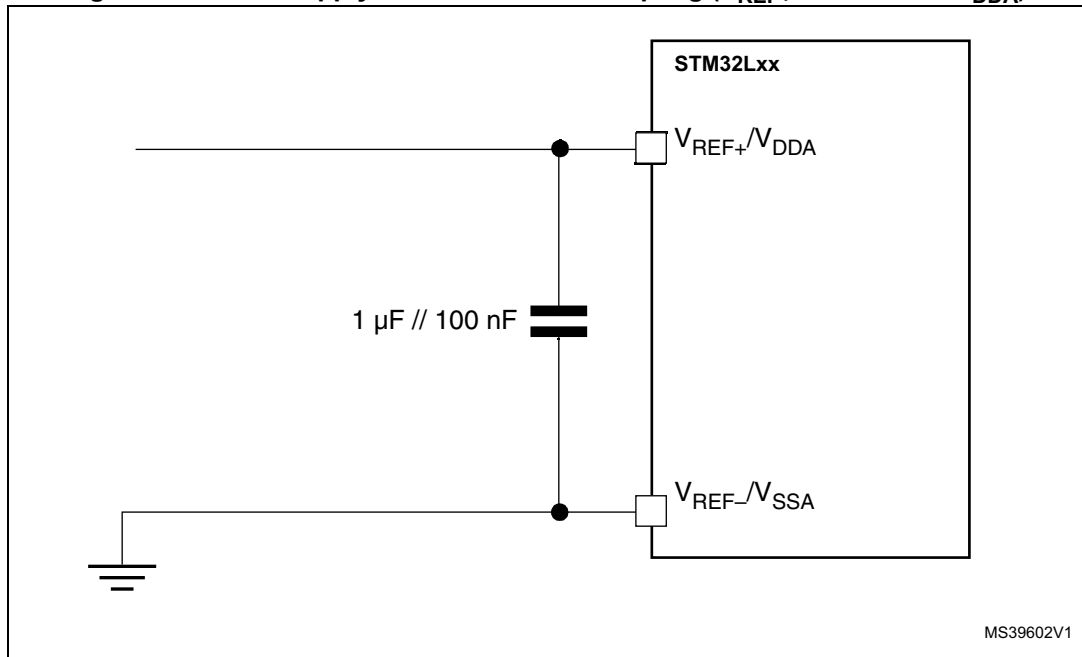 STM32Lxx
VREF+/VDDA
1 µF // 100 nF
VREF–/VSSA
MS39602V1